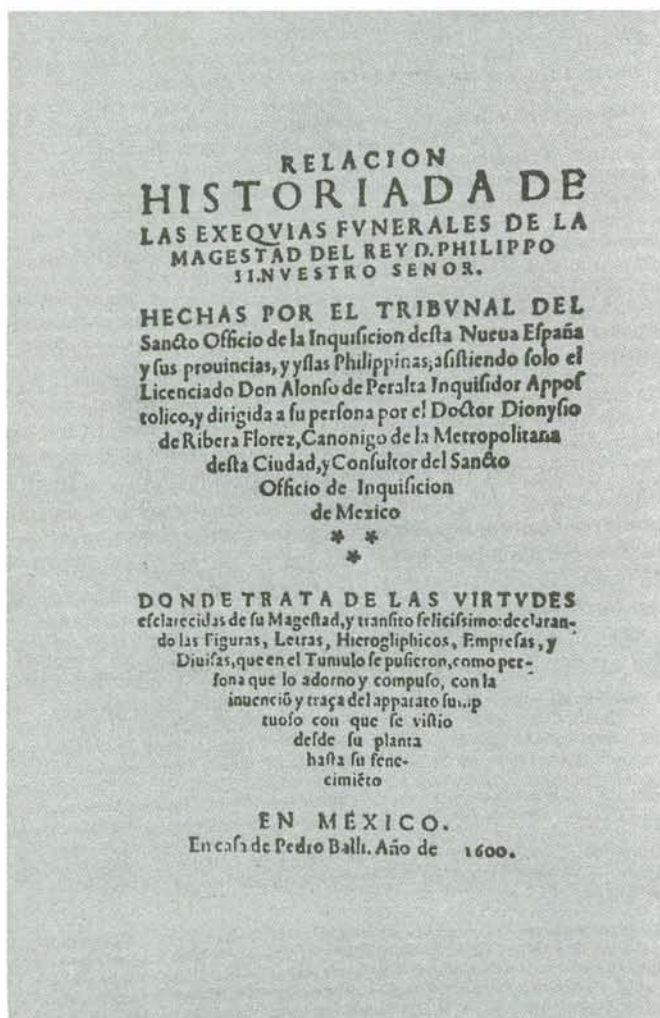 RELACION
HISTORIADA DE
LAS EXEQVIAS FVNERALES DE LA
MAGESTAD DEL REY D. PHILIPPO
II. NVESTRO SENOR.
HECHAS POR EL TRIBVNAL DEL
Sancto Officio de la Inquiſicion deſta Nueua Eſpaña
y ſus prouincias, y yſlas Philippinas; aſiſtiendo ſolo el
Licenciado Don Alonſo de Peralta Inquiſidor Appoſ
tolico, y dirigida a ſu perſona por el Doctor Dionyſio
de Ribera Florez, Canonigo de la Metropolitana
deſta Ciudad, y Conſultor del Sancto
Officio de Inquiſicion
de Mexico
* *
*
DONDE TRATA DE LAS VIRTVDES
eſclarecidas de ſu Mageſtad, y tranſito feliciſsimo: declaran-
do las Figuras, Letras, Hierogliphicos, Empreſas, y
Diuiſas, que en el Tumulo ſe puſieron, como per-
ſona que lo adorno y compuſo, con la
inuenciõ y traça del apparato ſump
tuoſo con que ſe viſtio
deſde ſu planta
haſta ſu fene-
cimiẽto
EN MÉXICO.
En caſa de Pedro Balli. Año de 1600.